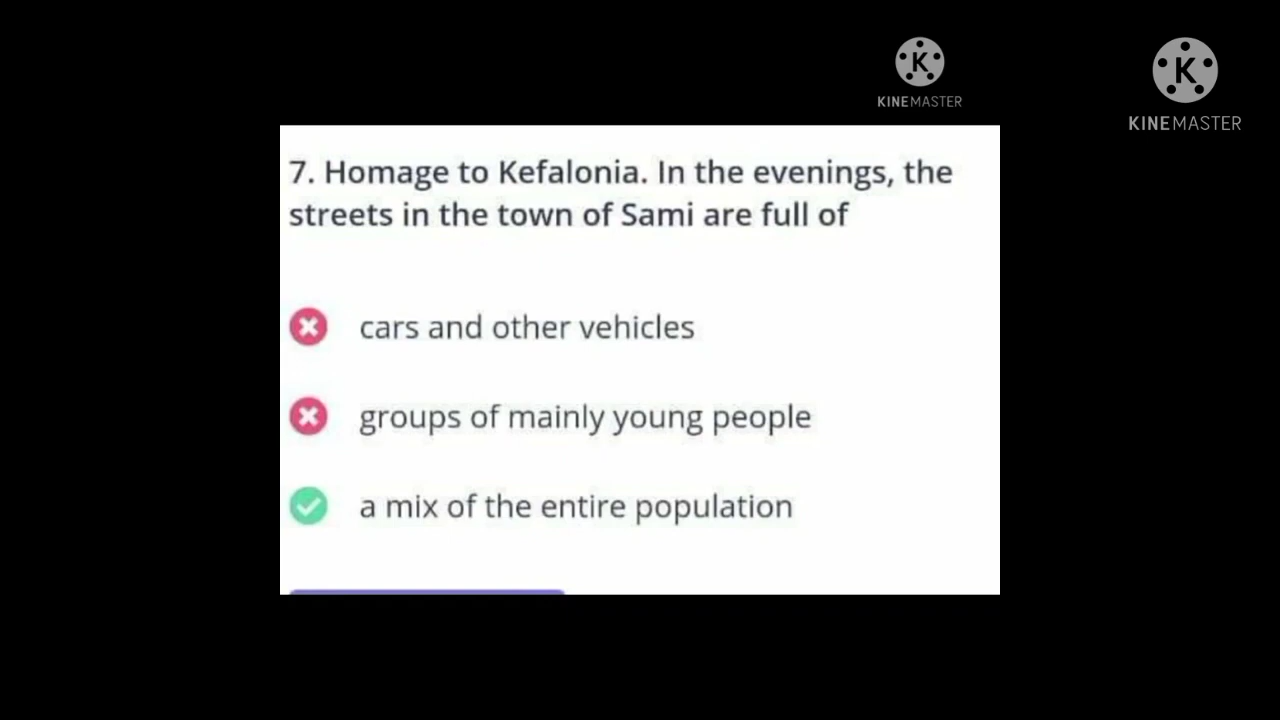 K
KINEMASTER
K
KINEMASTER
7. Homage to Kefalonia. In the evenings, the
streets in the town of Sami are full of
cars and other vehicles
groups of mainly young people
a mix of the entire population